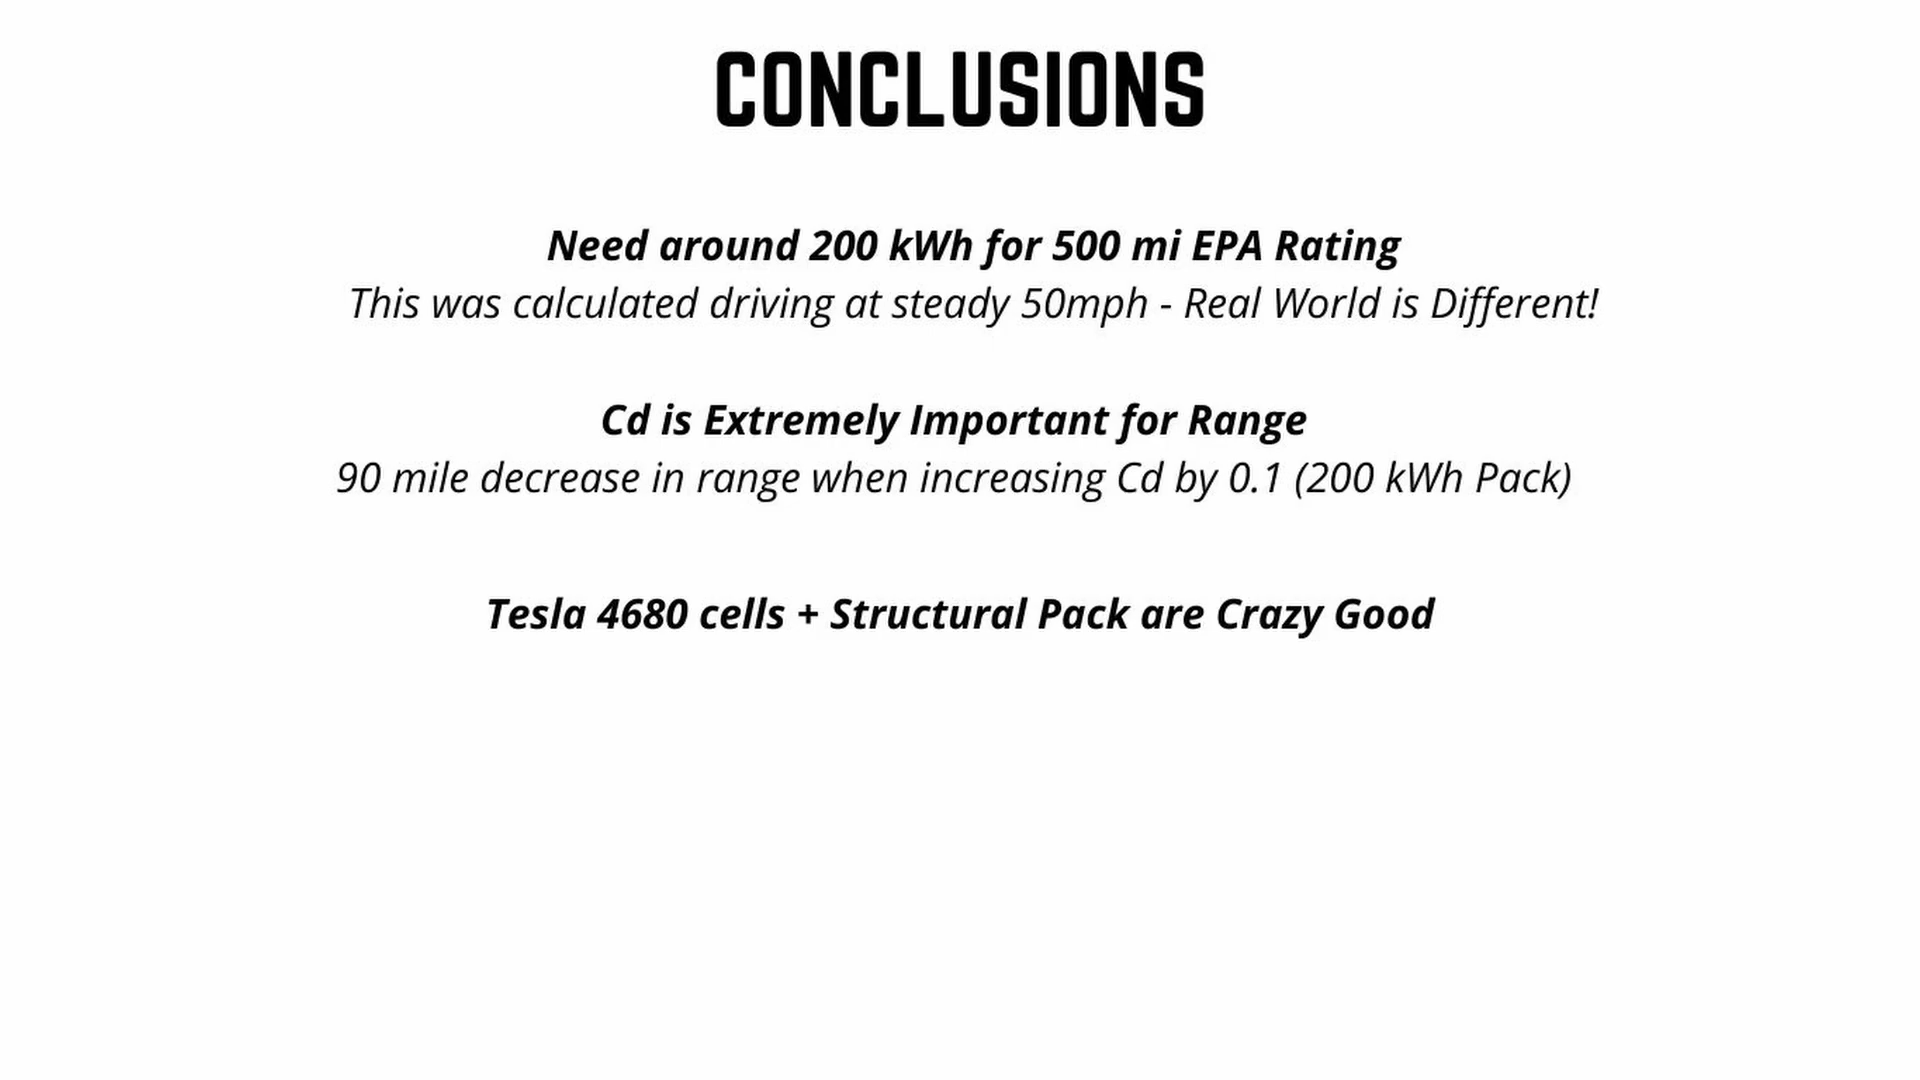 CONCLUSIONS
Need around 200 kWh for 500 mi EPA Rating
This was calculated driving at steady 50mph - Real World is Different!
Cd is Extremely Important for Range
90 mile decrease in range when increasing Cd by 0.1 (200 kWh Pack)
Tesla 4680 cells + Structural Pack are Crazy Good